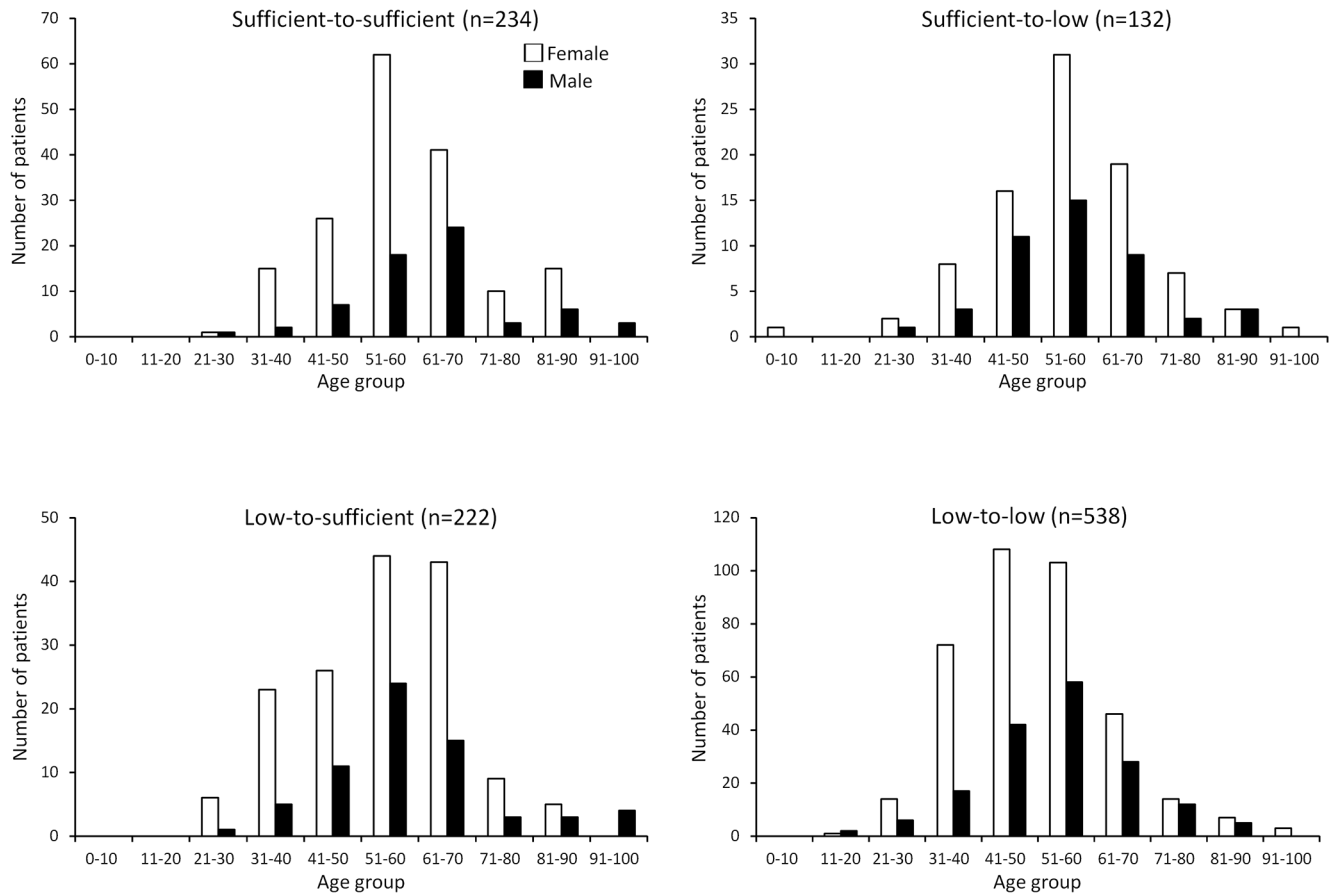 Sufficient-to-sufficient (n=234)
Female
Male
Number of patients
70
60
50
40
30
20
10
0
0-10 11-20 21-30 31-40 41-50 51-60 61-70 71-80 81-90 91-100
Age group
Sufficient-to-low (n=132)
Number of patients
35
30
25
20
15
10
5
0
0-10 11-20 21-30 31-40 41-50 51-60 61-70 71-80 81-90 91-100
Age group
Low-to-sufficient (n=222)
Number of patients
50
40
30
20
10
0
0-10 11-20 21-30 31-40 41-50 51-60 61-70 71-80 81-90 91-100
Age group
Low-to-low (n=538)
Number of patients
120
100
80
60
40
20
0
0-10 11-20 21-30 31-40 41-50 51-60 61-70 71-80 81-90 91-100
Age group